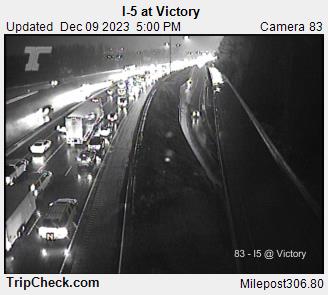 I-5 at Victory
Updated  Dec 09 2023  5:00 PM
Camera 83
T
83 - I5 @ Victory
TripCheck.com
Milepost306.80